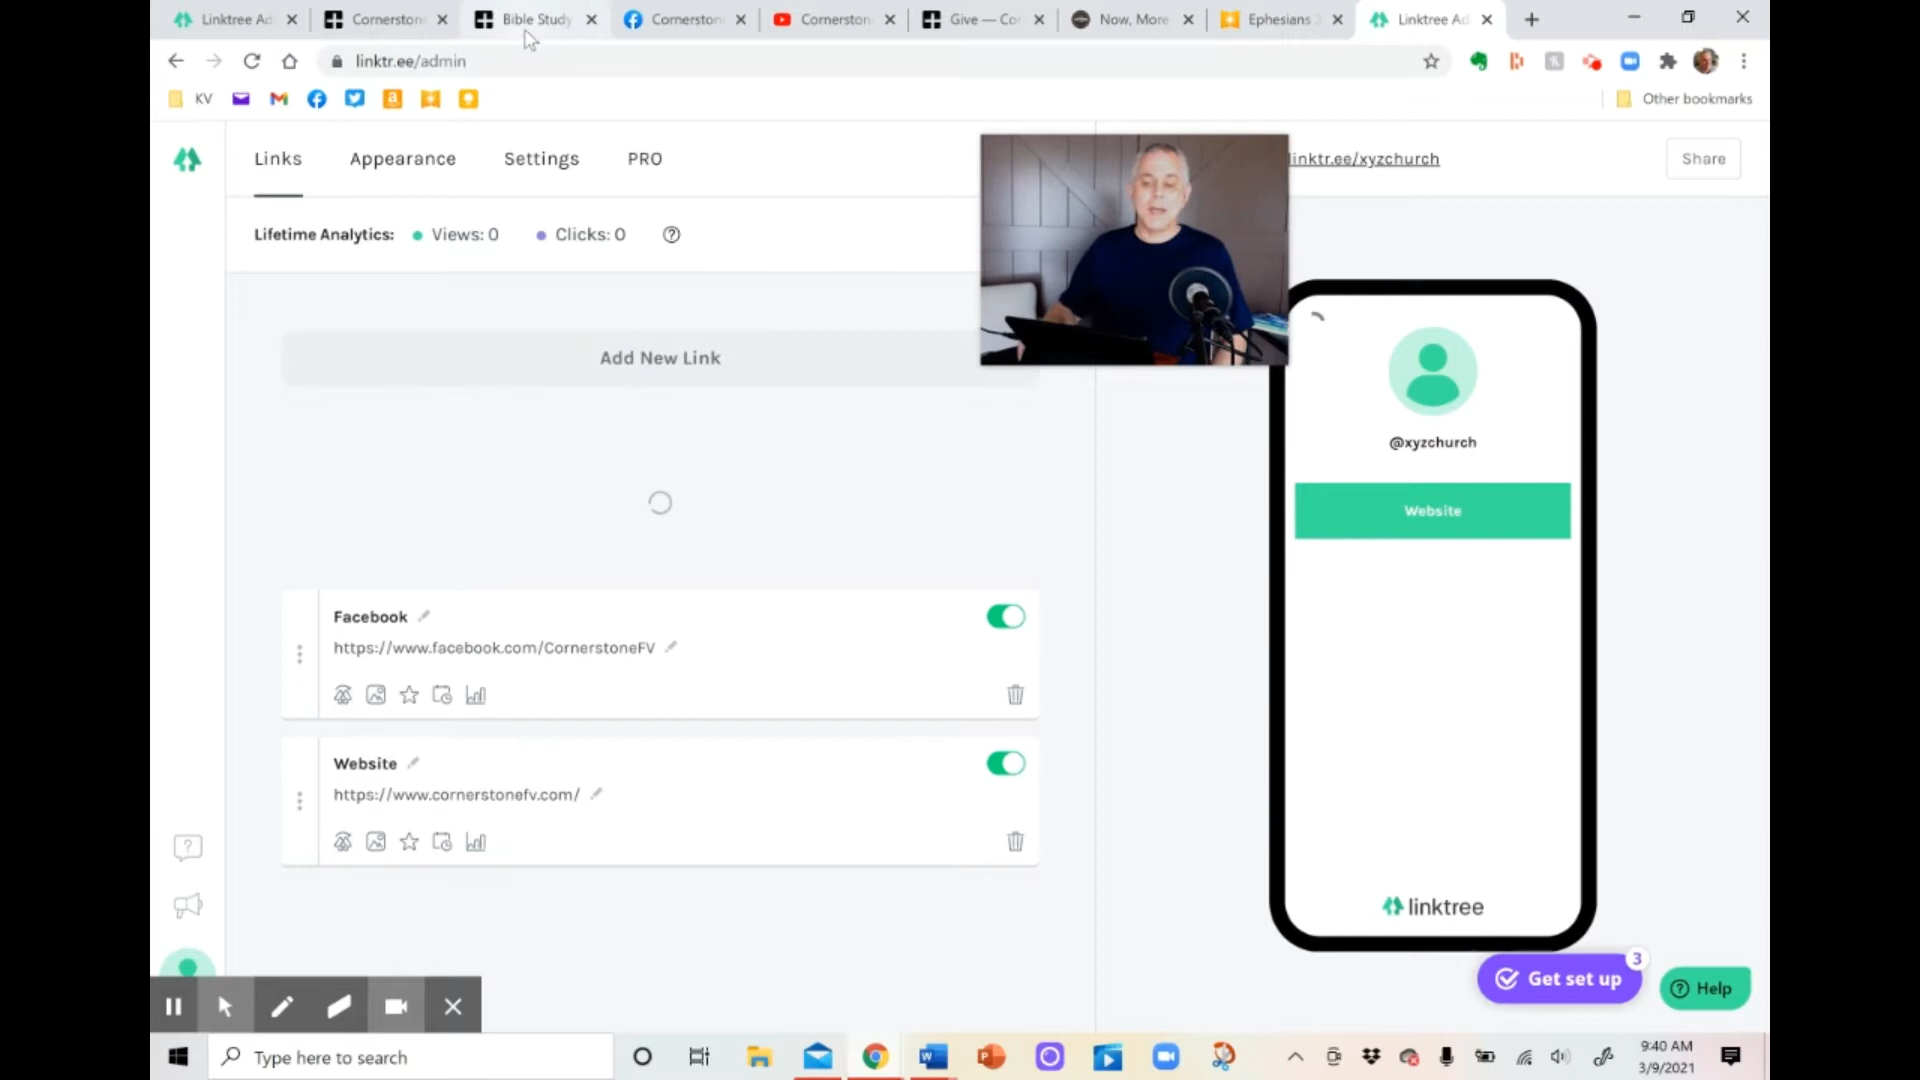 Linktree Ad
Cornerston
Bible Study
Cornerston
Cornerston
Give — Co
Now, More
Ephesians 3
Linktree Ad
linktr.ee/admin
KV
Other bookmarks
Links
Appearance
Settings
PRO
linktr.ee/xyzchurch
Share
Lifetime Analytics:
Views: 0
Clicks: 0
Add New Link
@xyzchurch
Website
Facebook
https://www.facebook.com/CornerstoneFV
Website
https://www.cornerstonefv.com/
linktree
3
Get set up
Help
Type here to search
9:40 AM
3/9/2021